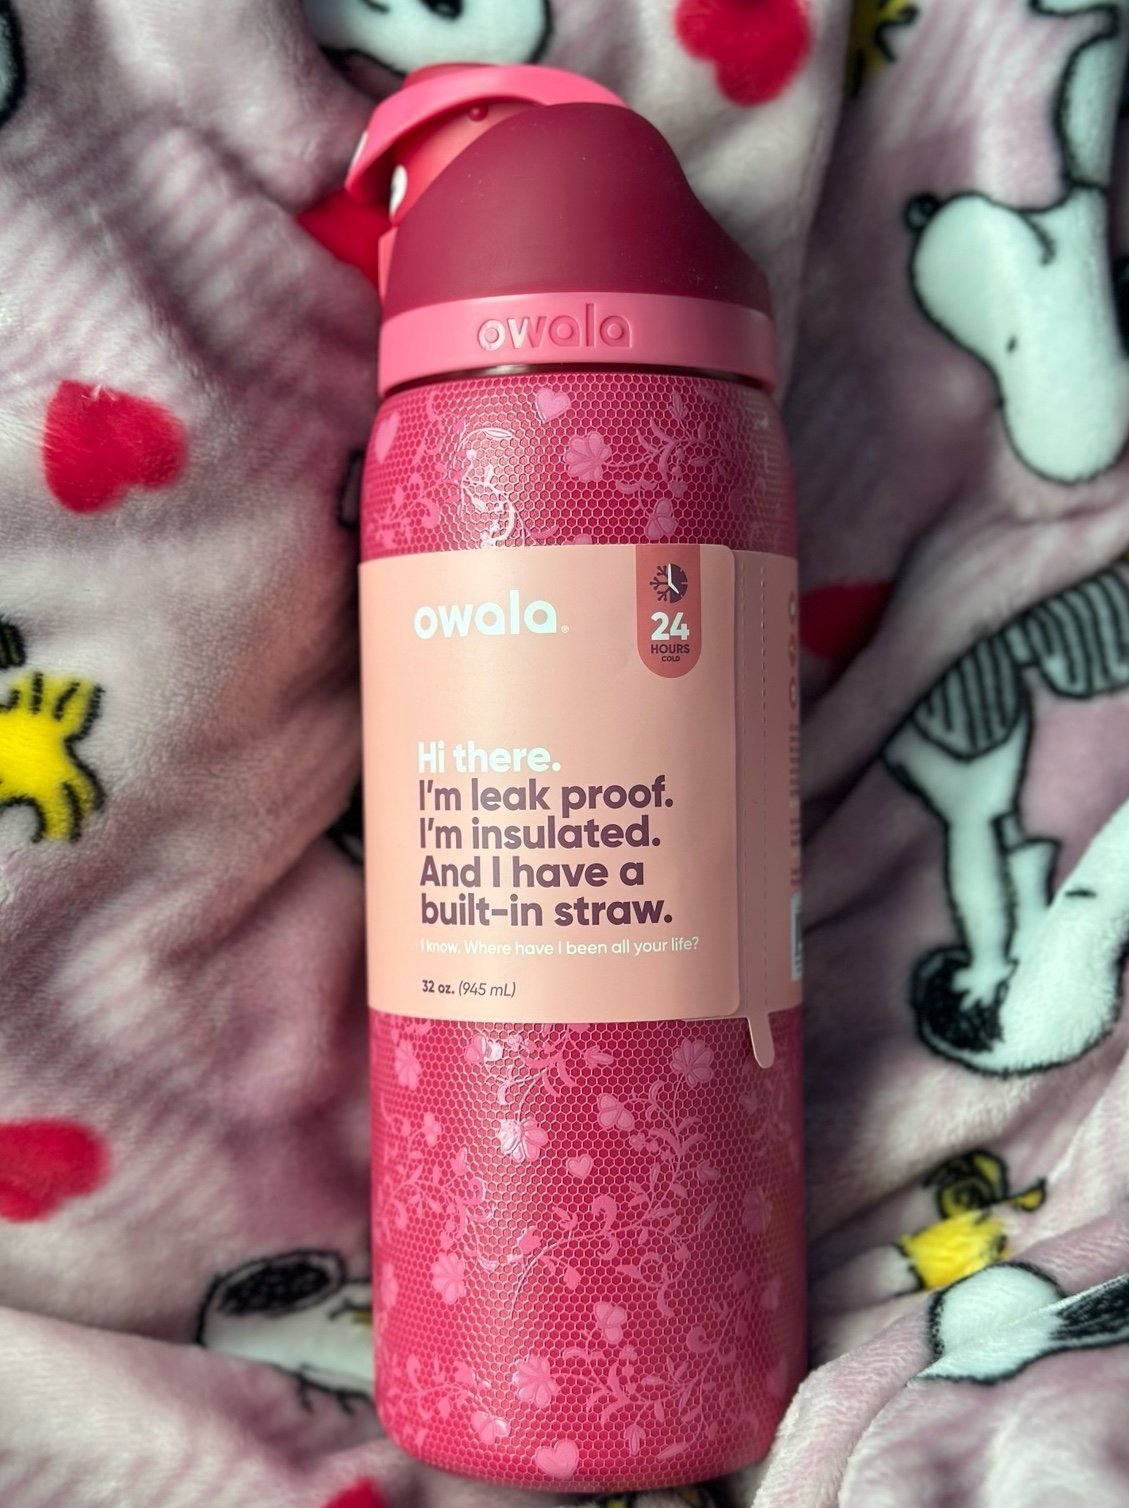 owala
owala®
24
HOURS
COLD
Hi there.
I'm leak proof.
I'm insulated.
And I have a
built-in straw.
I know. Where have I been all your life?
32 oz. (945 mL)